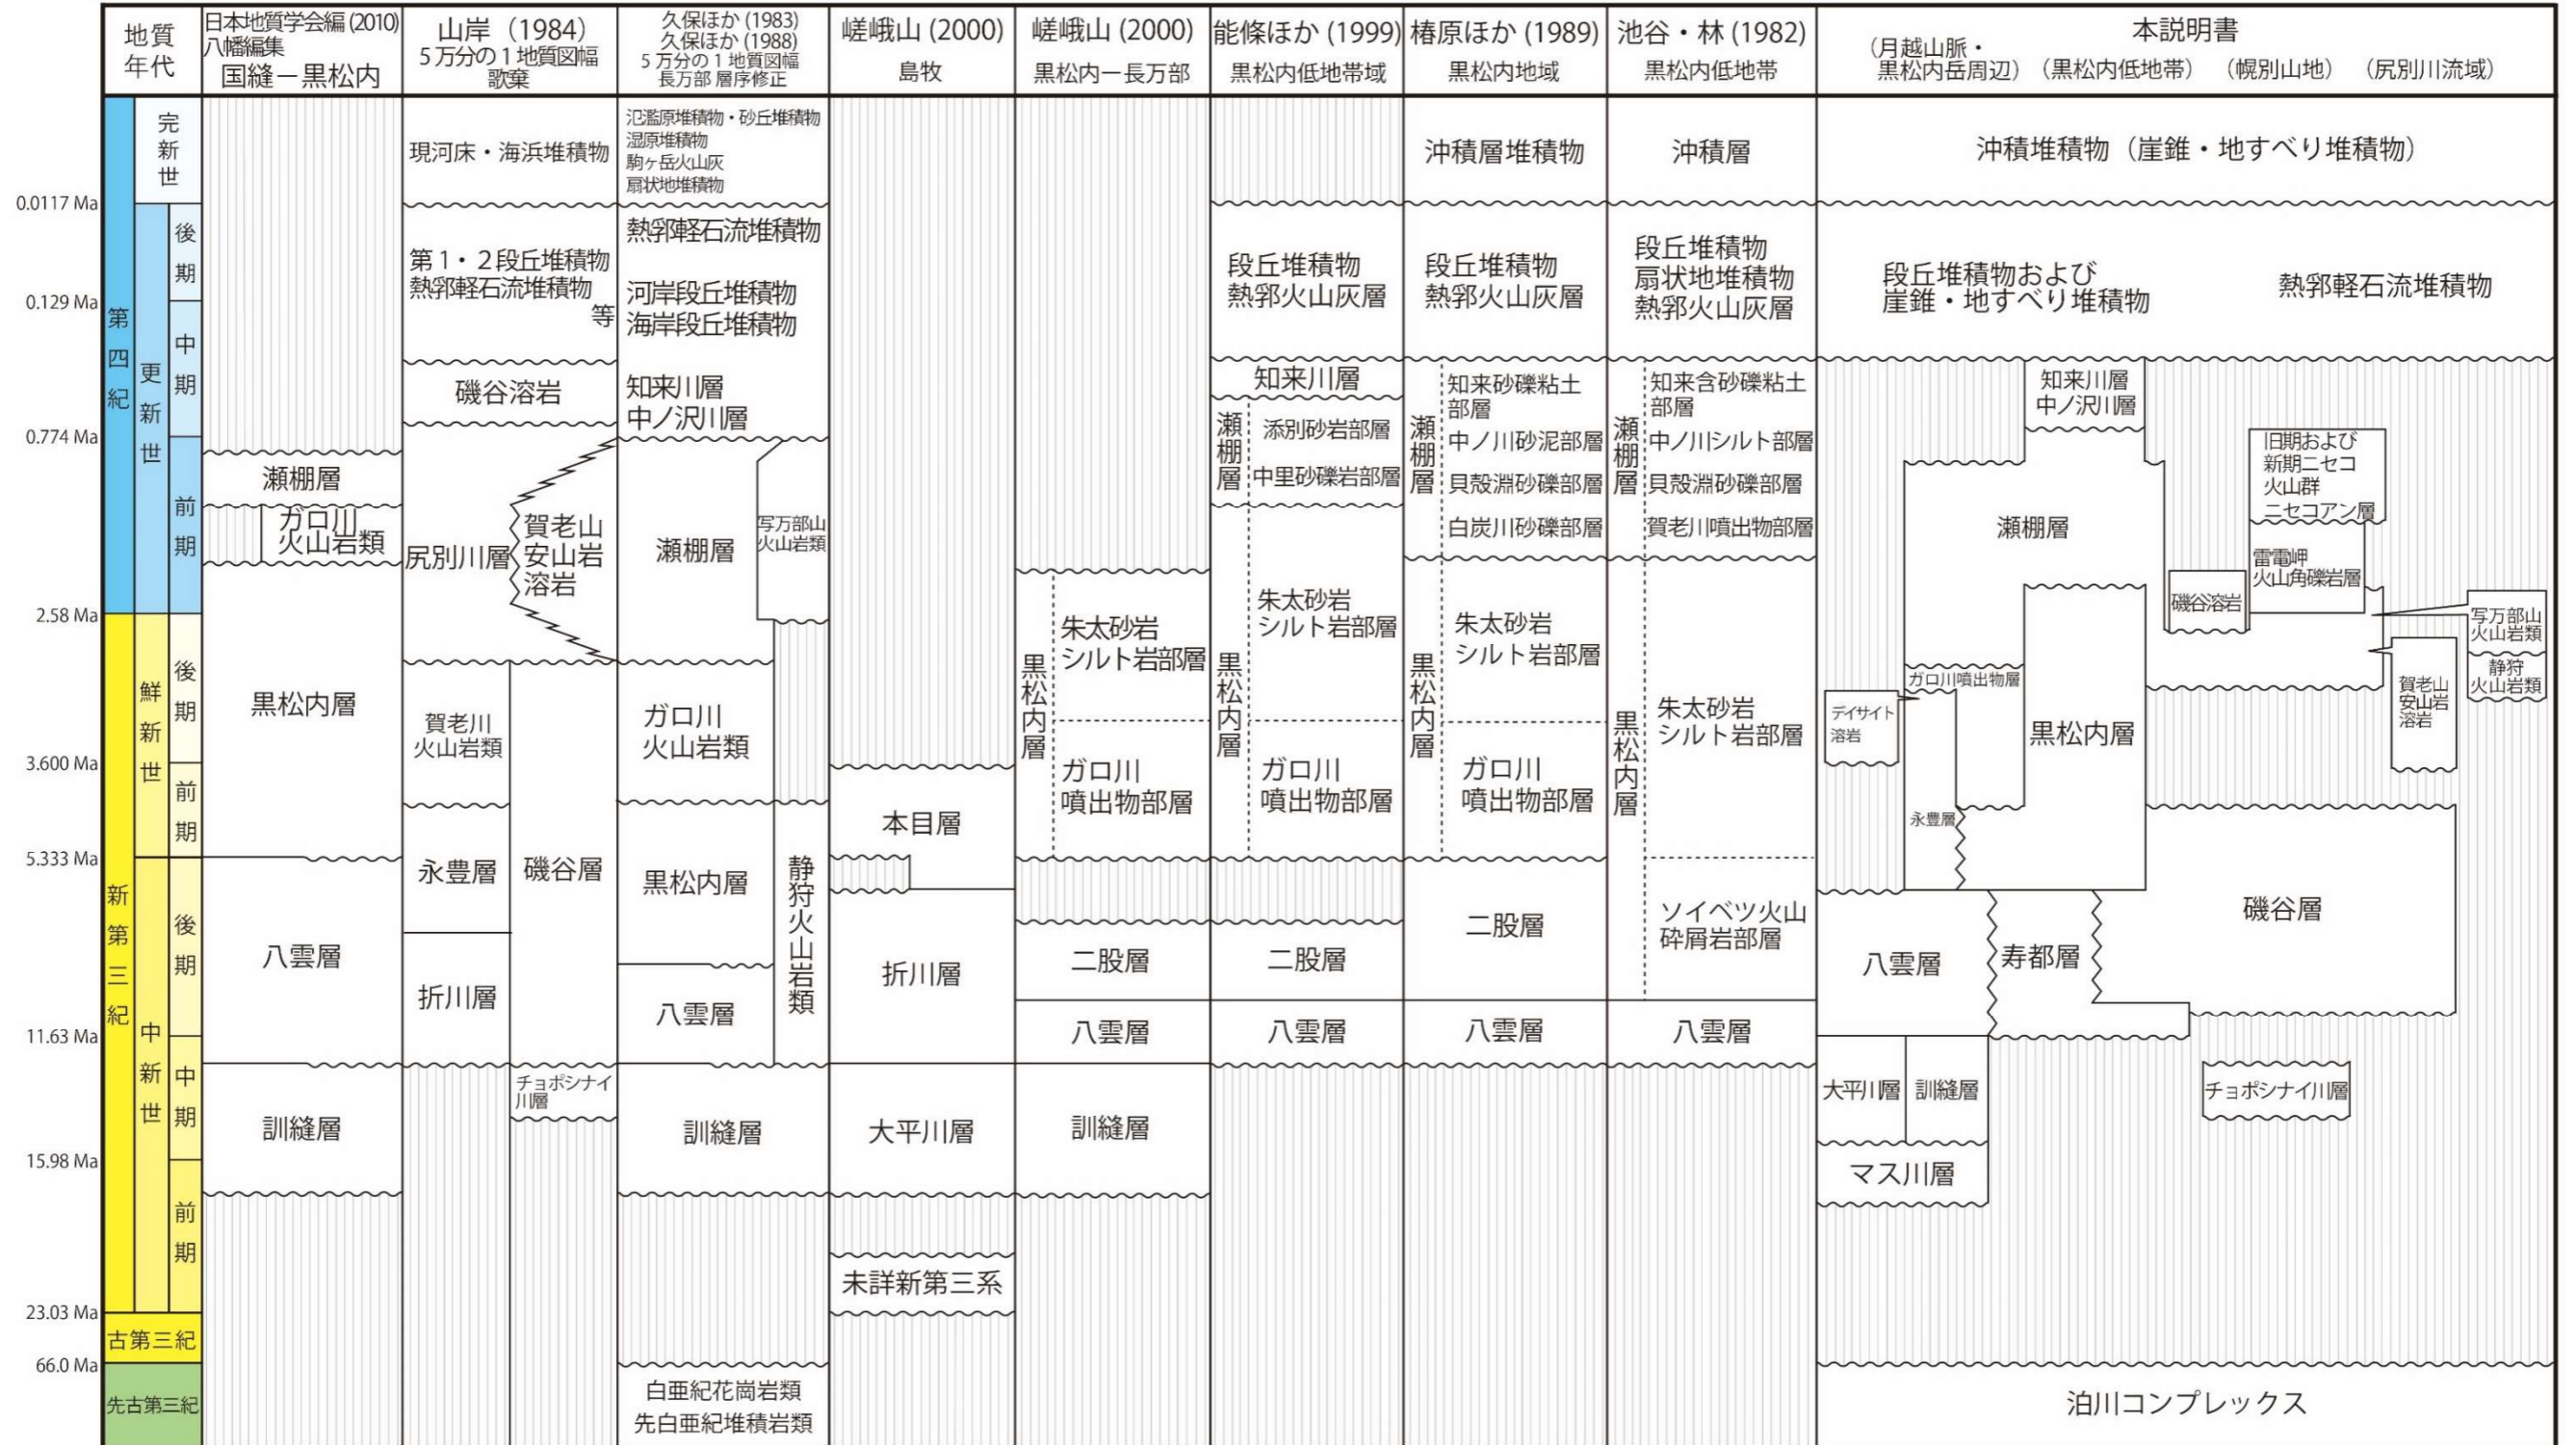 地質
年代
日本地質学会編 (2010)
八幡編集
国縫－黒松内
山岸（1984）
5万分の1地質図幅
歌棄
久保ほか (1983)
久保ほか (1988)
5万分の1地質図幅
長万部 層序修正
嵯峨山 (2000)
島牧
嵯峨山 (2000)
黒松内ー長万部
能條ほか (1999)
黒松内低地帯域
椿原ほか (1989)
黒松内地域
池谷・林 (1982)
黒松内低地帯
本説明書
（月越山脈・
黒松内岳周辺）（黒松内低地帯）（幌別山地）（尻別川流域）
0.0117 Ma
0.129 Ma
0.774 Ma
2.58 Ma
3.600 Ma
5.333 Ma
11.63 Ma
15.98 Ma
23.03 Ma
66.0 Ma
第四紀
新第三紀
古第三紀
先古第三紀
完新世
更新世
鮮新世
中新世
後期
中期
前期
後期
前期
後期
中期
前期
瀬棚層
ガロ川
火山岩類
黒松内層
八雲層
訓縫層
現河床・海浜堆積物
第1・2段丘堆積物
熱郛軽石流堆積物
等
磯谷溶岩
尻別川層
賀老山
安山岩
溶岩
賀老川
火山岩類
永豊層
折川層
磯谷層
チョポシナイ
川層
氾濫原堆積物・砂丘堆積物
湿原堆積物
駒ヶ岳火山灰
扇状地堆積物
熱郛軽石流堆積物
河岸段丘堆積物
海岸段丘堆積物
知来川層
中ノ沢川層
瀬棚層
写万部山
火山岩類
ガロ川
火山岩類
黒松内層
八雲層
静狩火山岩類
訓縫層
白亜紀花崗岩類
先白亜紀堆積岩類
本目層
折川層
大平川層
未詳新第三系
黒松内層
朱太砂岩
シルト岩部層
ガロ川
噴出物部層
二股層
八雲層
訓縫層
段丘堆積物
熱郛火山灰層
知来川層
瀬棚層
添別砂岩部層
中里砂礫岩部層
黒松内層
朱太砂岩
シルト岩部層
ガロ川
噴出物部層
二股層
八雲層
沖積層堆積物
段丘堆積物
熱郛火山灰層
瀬棚層
知来砂礫粘土
部層
中ノ川砂泥部層
貝殻淵砂礫部層
白炭川砂礫部層
黒松内層
朱太砂岩
シルト岩部層
ガロ川
噴出物部層
二股層
八雲層
沖積層
段丘堆積物
扇状地堆積物
熱郛火山灰層
瀬棚層
知来含砂礫粘土
部層
中ノ川シルト部層
貝殻淵砂礫部層
賀老川噴出物部層
黒松内層
朱太砂岩
シルト岩部層
ソイベツ火山
砕屑岩部層
八雲層
沖積堆積物（崖錐・地すべり堆積物）
段丘堆積物および
崖錐・地すべり堆積物
熱郛軽石流堆積物
知来川層
中ノ沢川層
瀬棚層
旧期および
新期ニセコ
火山群
ニセコアン層
雷電岬
火山角礫岩層
磯谷溶岩
写万部山
火山岩類
静狩
火山岩類
賀老山
安山岩
溶岩
ガロ川噴出物層
デイサイト
溶岩
黒松内層
永豊層
磯谷層
八雲層
寿都層
大平川層
訓縫層
チョポシナイ川層
マス川層
泊川コンプレックス